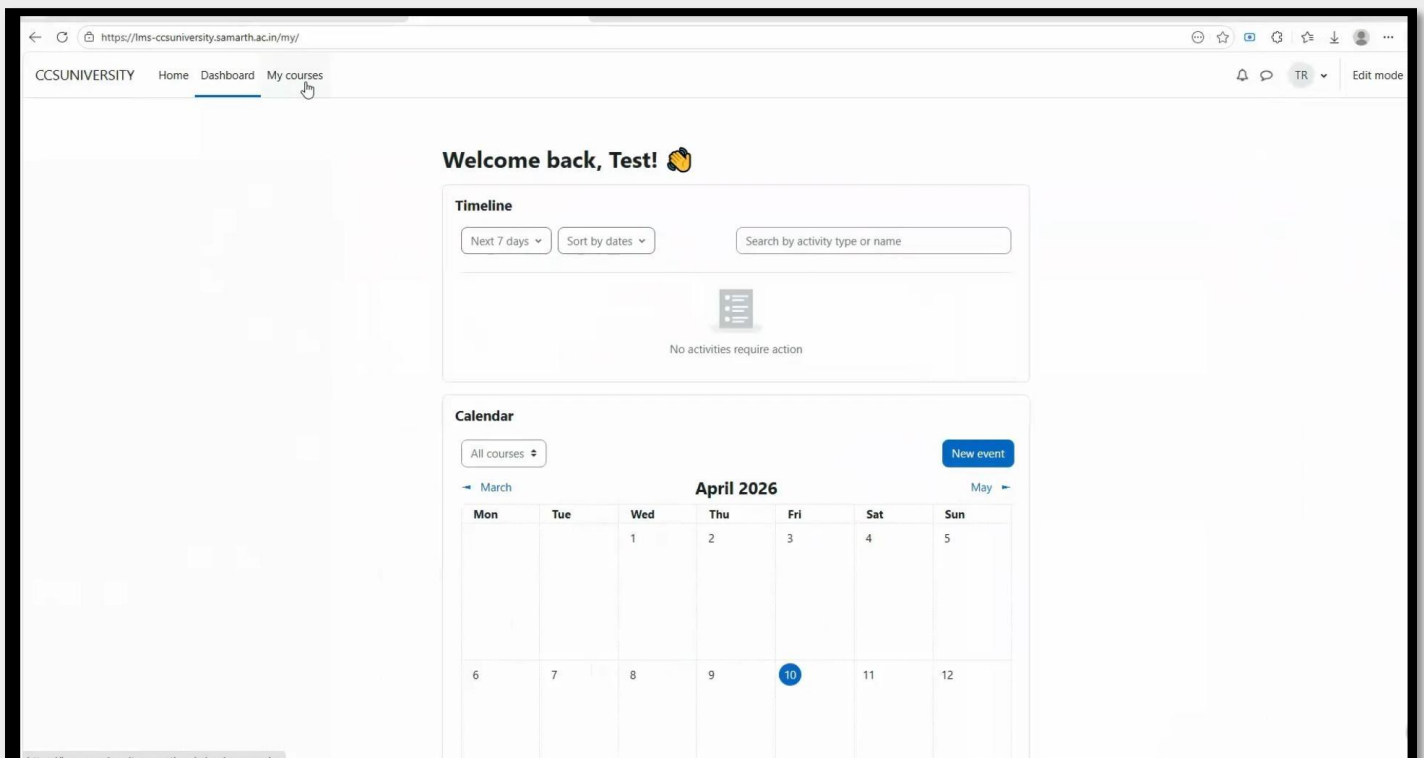 https://lms-ccsuniversity.samarth.ac.in/my/
CCSUNIVERSITY Home Dashboard My courses TR Edit mode
Welcome back, Test! 👋
Timeline
Next 7 days Sort by dates Search by activity type or name
No activities require action
Calendar
All courses New event
March April 2026 May
Mon Tue Wed Thu Fri Sat Sun
1 2 3 4 5
6 7 8 9 10 11 12